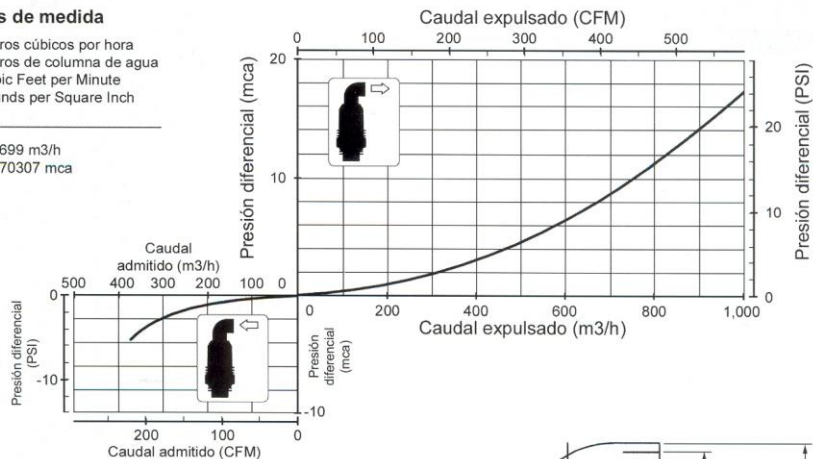 s de medida
ros cúbicos por hora
ros de columna de agua
bic Feet per Minute
nds per Square Inch
699 m3/h
70307 mca
Caudal expulsado (CFM)
0 100 200 300 400 500
Presión diferencial (mca)
20
10
Presión diferencial (PSI)
20
10
0
0 200 400 600 800 1,000
Caudal expulsado (m3/h)
Caudal
admitido (m3/h)
500 400 300 200 100 0
Presión diferencial
(PSI)
0
-10
Presión
diferencial
(mca)
0
-10
200 100 0
Caudal admitido (CFM)